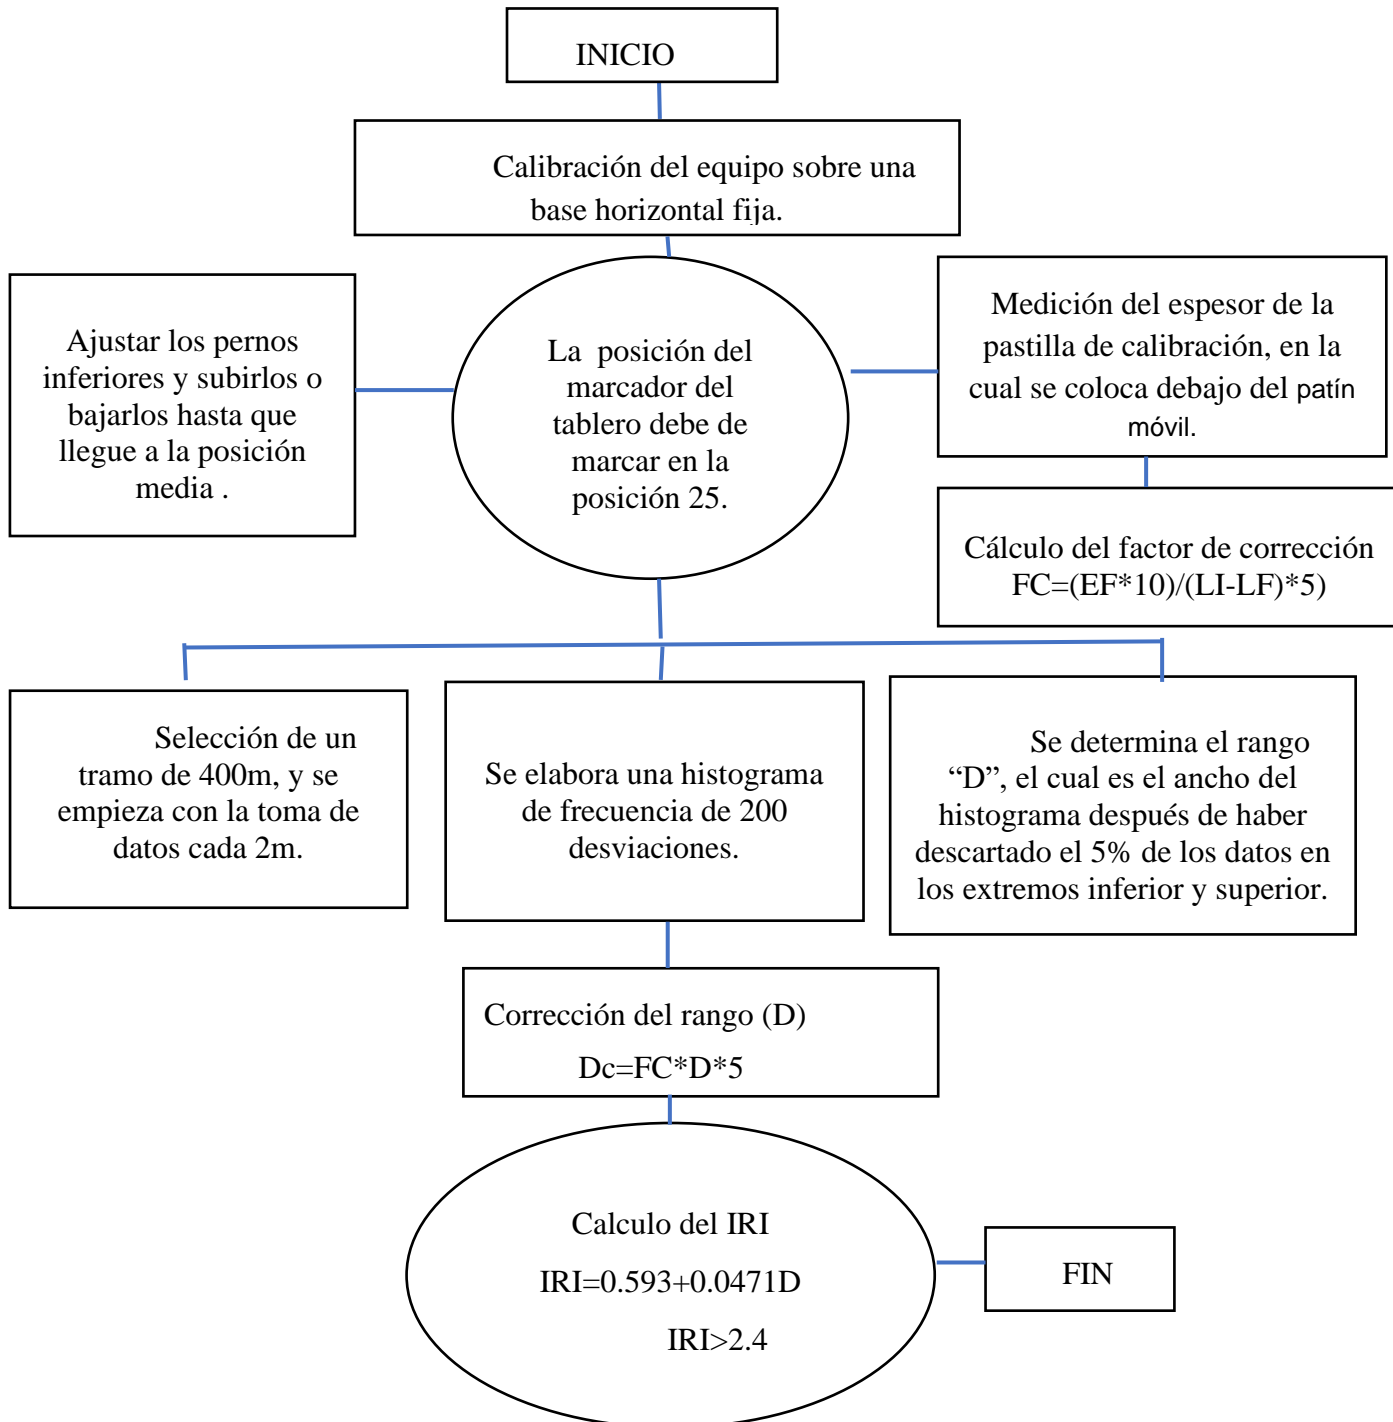 INICIO
Calibración del equipo sobre una
base horizontal fija.
Ajustar los pernos
inferiores y subirlos o
bajarlos hasta que
llegue a la posición
media .
La  posición del
marcador del
tablero debe de
marcar en la
posición 25.
Medición del espesor de la
pastilla de calibración, en la
cual se coloca debajo del patín
móvil.
Cálculo del factor de corrección
FC=(EF*10)/(LI-LF)*5)
Selección de un
tramo de 400m, y se
empieza con la toma de
datos cada 2m.
Se elabora una histograma
de frecuencia de 200
desviaciones.
Se determina el rango
“D”, el cual es el ancho del
histograma después de haber
descartado el 5% de los datos en
los extremos inferior y superior.
Corrección del rango (D)
Dc=FC*D*5
Calculo del IRI
IRI=0.593+0.0471D
IRI>2.4
FIN